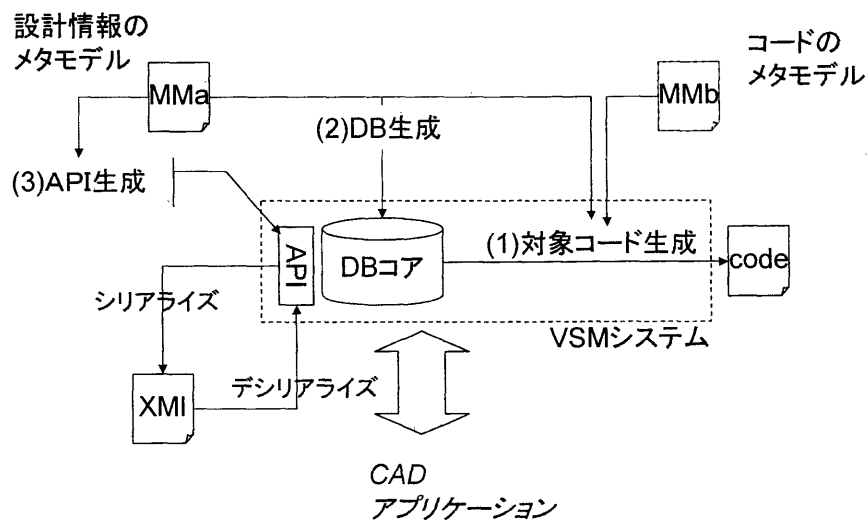 設計情報の
メタモデル
コードの
メタモデル
MMa
MMb
(2)DB生成
(3)API生成
API
DBコア
(1)対象コード生成
code
シリアライズ
VSMシステム
デシリアライズ
XMI
CAD
アプリケーション